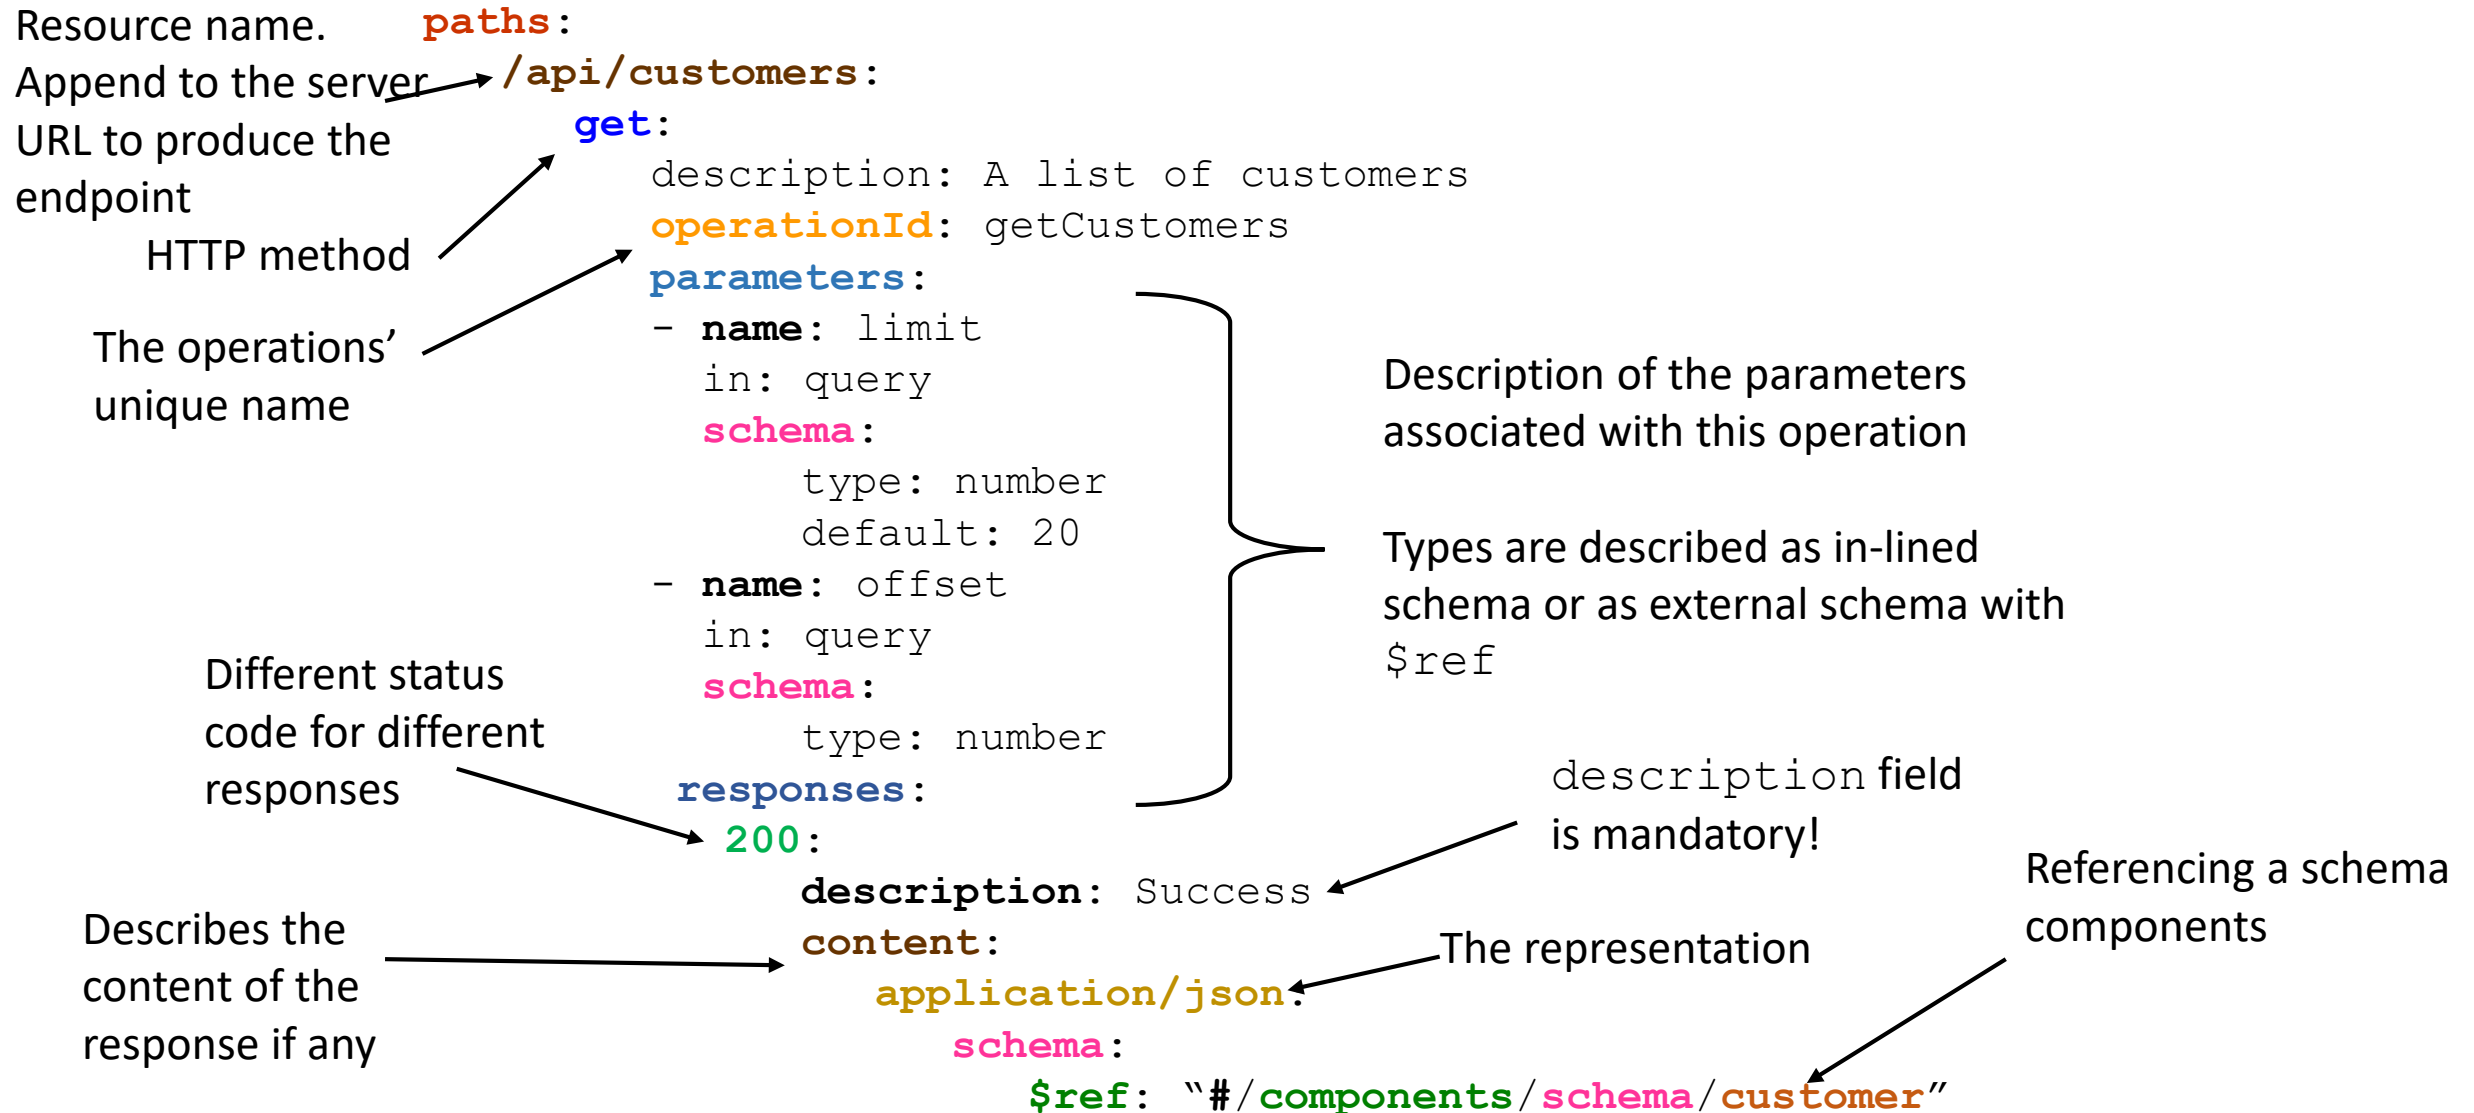 Resource name.
Append to the server
URL to produce the
endpoint
HTTP method
The operations’
unique name
Different status
code for different
responses
Describes the
content of the
response if any
paths:
/api/customers:
get:
description: A list of customers
operationId: getCustomers
parameters:
- name: limit
in: query
schema:
type: number
default: 20
- name: offset
in: query
schema:
type: number
responses:
200:
description: Success
content:
application/json:
schema:
$ref: “#/components/schema/customer”
Description of the parameters
associated with this operation
Types are described as in-lined
schema or as external schema with
$ref
description field
is mandatory!
The representation
Referencing a schema
components